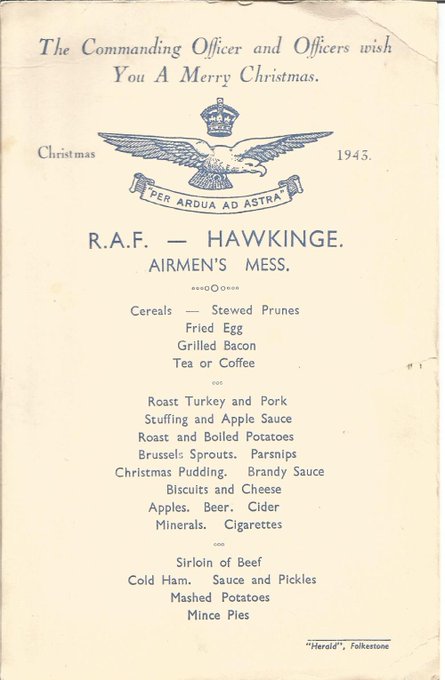 The Commanding Officer and Officers wish
You A Merry Christmas.
Christmas 1943.
"PER ARDUA AD ASTRA"
R.A.F. — HAWKINGE.
AIRMEN'S MESS.
Cereals — Stewed Prunes
Fried Egg
Grilled Bacon
Tea or Coffee
Roast Turkey and Pork
Stuffing and Apple Sauce
Roast and Boiled Potatoes
Brussels Sprouts. Parsnips
Christmas Pudding. Brandy Sauce
Biscuits and Cheese
Apples. Beer. Cider
Minerals. Cigarettes
Sirloin of Beef
Cold Ham. Sauce and Pickles
Mashed Potatoes
Mince Pies
"Herald", Folkestone